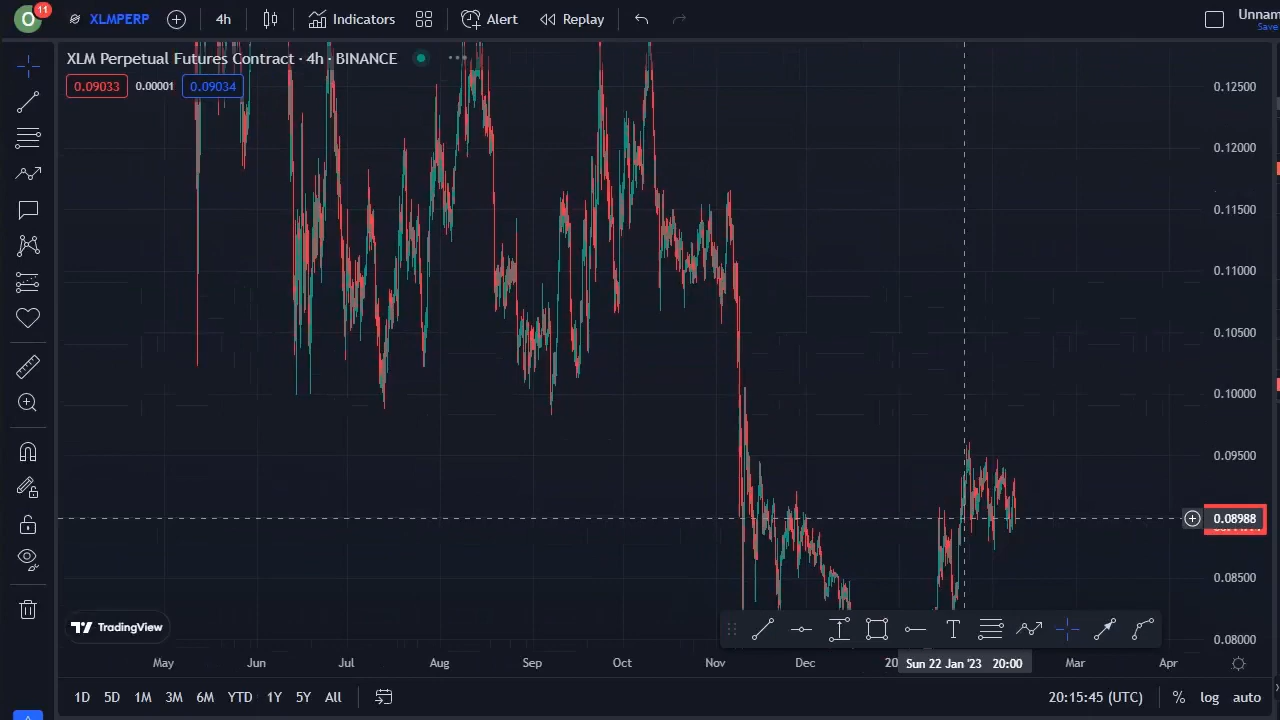 O 11 XLMPERP 4h Indicators Alert Replay Unnam
Save
XLM Perpetual Futures Contract · 4h · BINANCE
0.09033 0.00001 0.09034
0.12500
0.12000
0.11500
0.11000
0.10500
0.10000
0.09500
0.08988
0.08500
0.08000
TradingView
T
May Jun Jul Aug Sep Oct Nov Dec 20 Sun 22 Jan '23 20:00 Mar Apr
1D 5D 1M 3M 6M YTD 1Y 5Y All 20:15:45 (UTC) % log auto